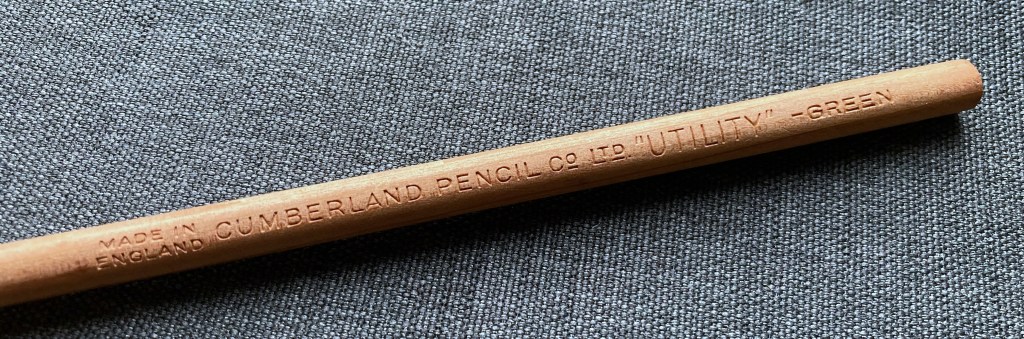 MADE IN
ENGLAND
CUMBERLAND PENCIL Co LTD. "UTILITY" -GREEN